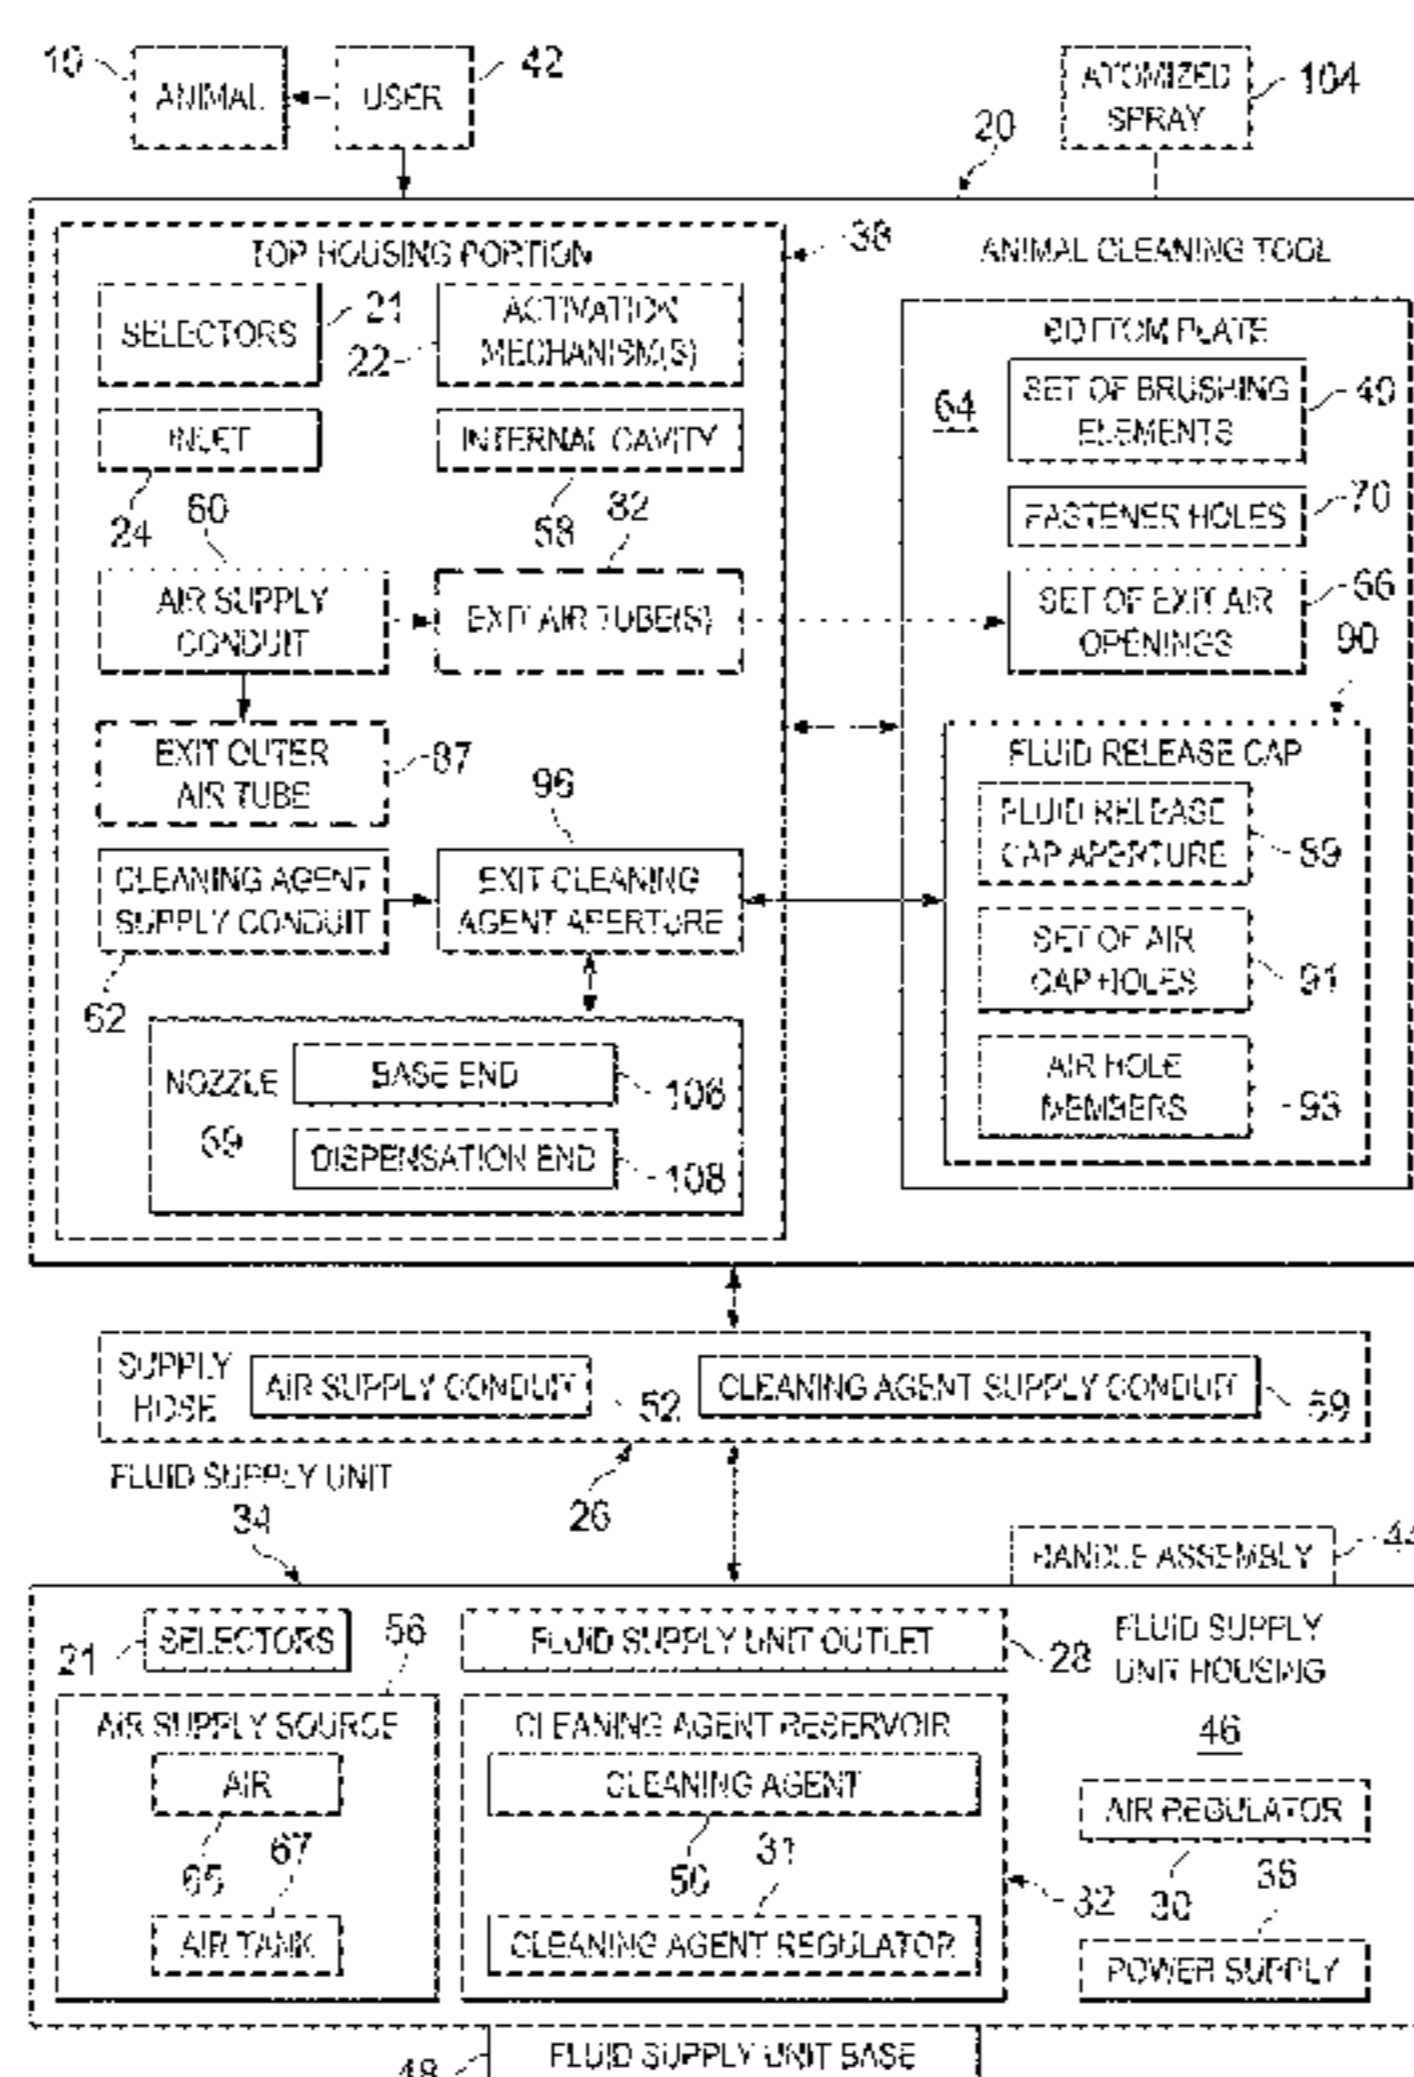 10
ANIMAL
USER
42
ATOMIZED
SPRAY
104
20
TOP HOUSING PORTION
38
ANIMAL CLEANING TOOL
SELECTORS
21
22
ACTIVATION
MECHANISM(S)
BOTTOM PLATE
64
SET OF BRUSHING
ELEMENTS
40
INLET
24
INTERNAL CAVITY
58
FASTENER HOLES
70
60
AIR SUPPLY
CONDUIT
82
EXIT AIR TUBE(S)
SET OF EXIT AIR
OPENINGS
66
90
EXIT OUTER
AIR TUBE
87
FLUID RELEASE CAP
FLUID RELEASE
CAP APERTURE
89
96
CLEANING AGENT
SUPPLY CONDUIT
62
EXIT CLEANING
AGENT APERTURE
SET OF AIR
CAP HOLES
91
AIR HOLE
MEMBERS
93
NOZZLE
BASE END
DISPENSATION END
108
SUPPLY
HOSE
AIR SUPPLY CONDUIT
52
CLEANING AGENT SUPPLY CONDUIT
FLUID SUPPLY UNIT
34
26
HANDLE ASSEMBLY
21
SELECTORS
FLUID SUPPLY UNIT OUTLET
28
FLUID SUPPLY
UNIT HOUSING
46
AIR SUPPLY SOURCE
AIR
65
67
AIR TANK
CLEANING AGENT RESERVOIR
CLEANING AGENT
50
31
CLEANING AGENT REGULATOR
32
AIR REGULATOR
30
36
POWER SUPPLY
48
FLUID SUPPLY UNIT BASE